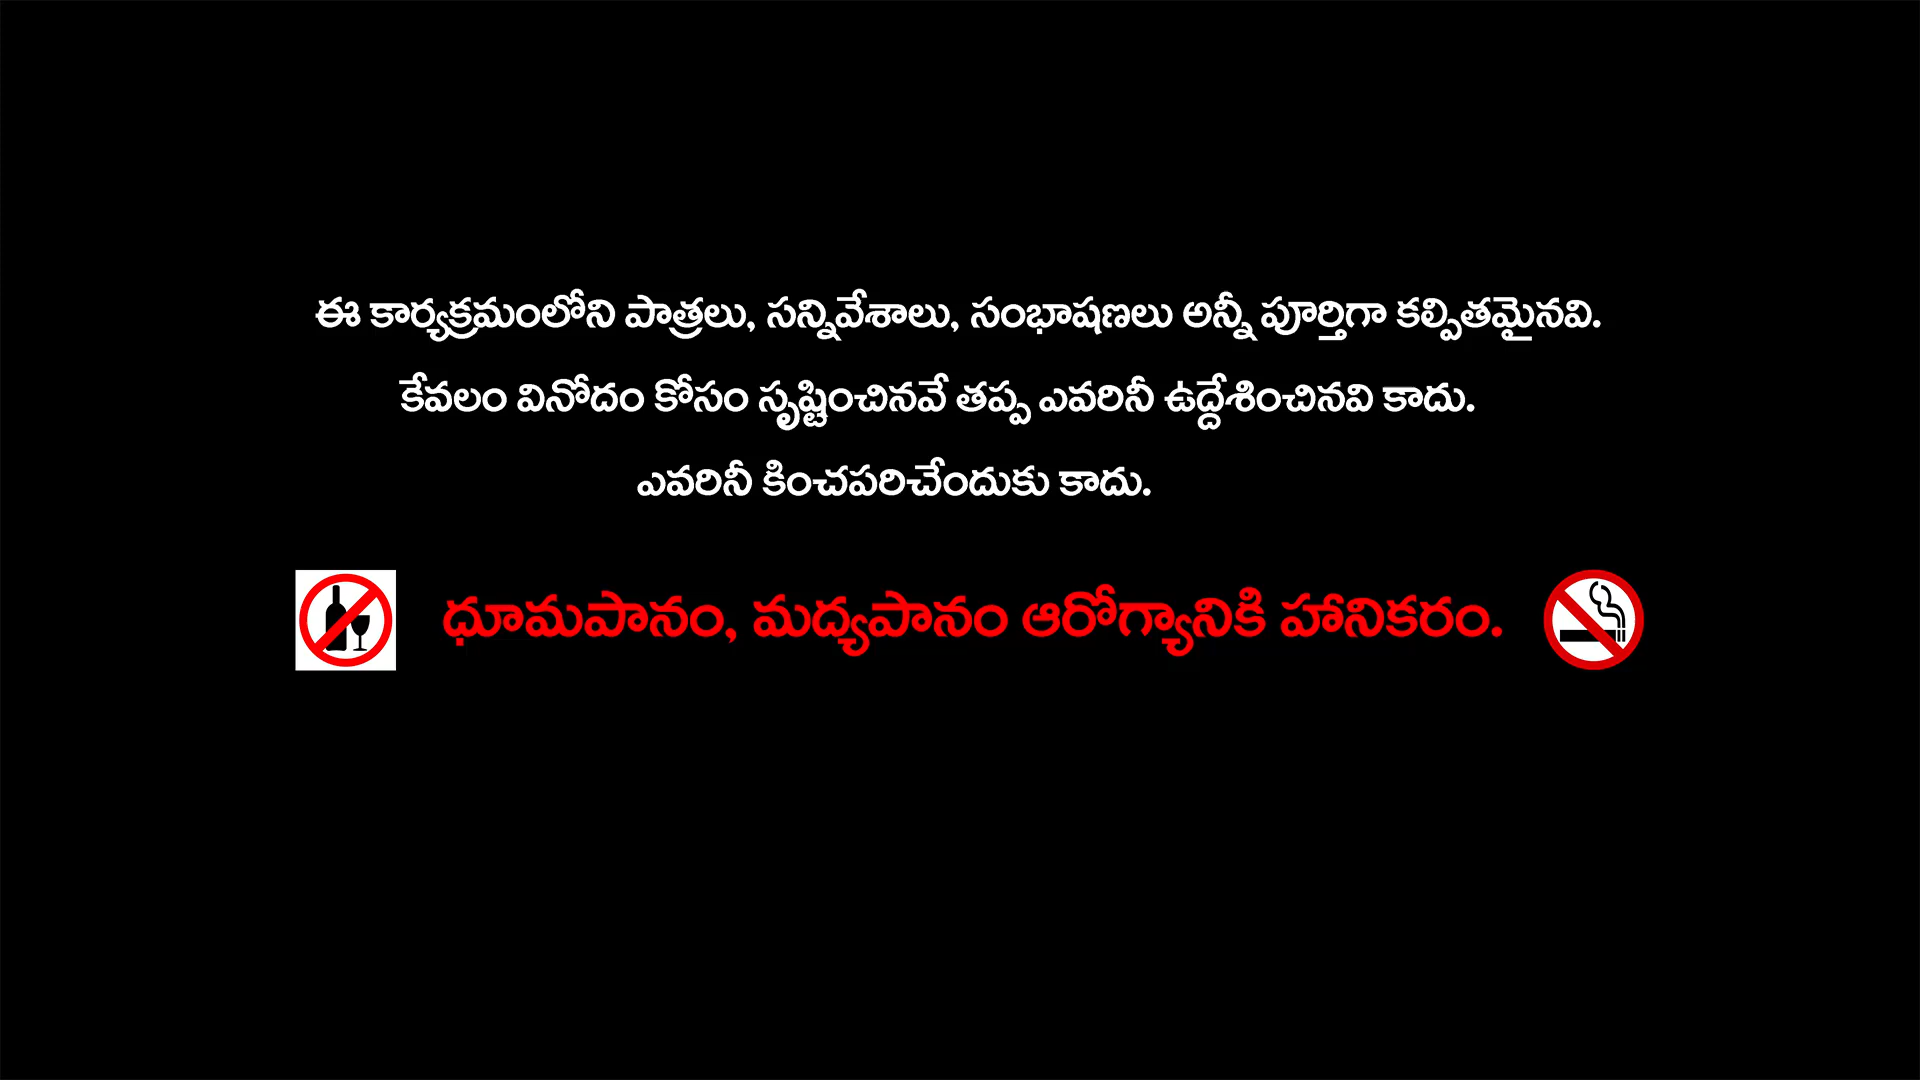 ఈ కార్యక్రమంలోని పాత్రలు, సన్నివేశాలు, సంభాషణలు అన్నీ పూర్తిగా కల్పితమైనవి.
కేవలం వినోదం కోసం సృష్టించినవే తప్ప ఎవరినీ ఉద్దేశించినవి కాదు.
ఎవరినీ కించపరిచేందుకు కాదు.
ధూమపానం, మద్యపానం ఆరోగ్యానికి హానికరం.